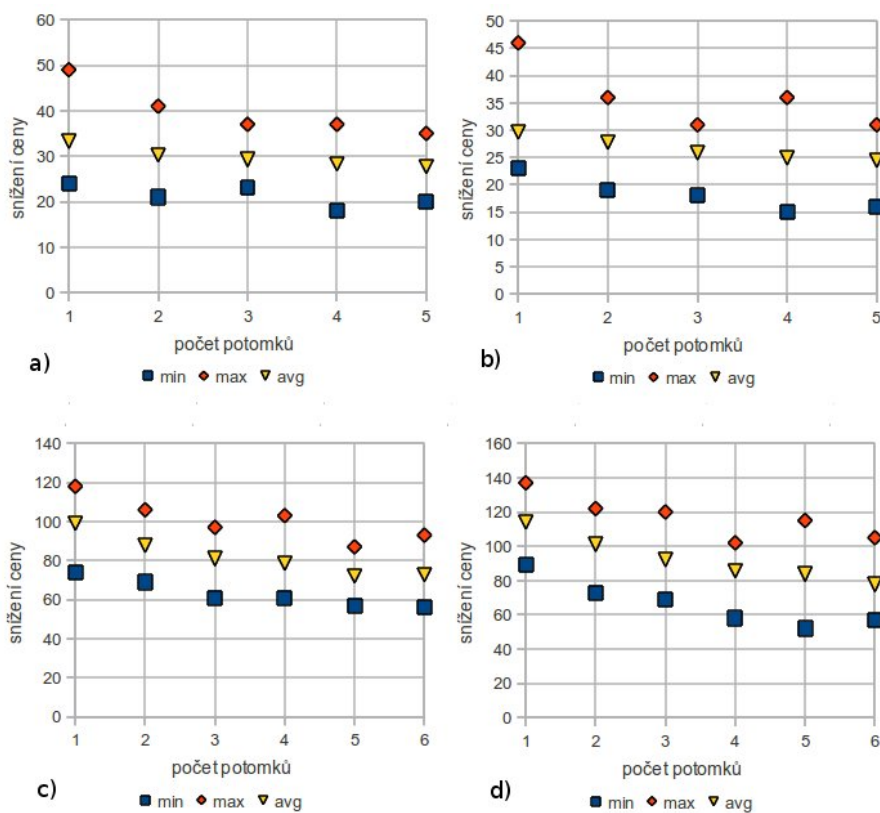 60
50
40
30
20
10
0
snížení ceny
1 2 3 4 5
počet potomků
a)
min max avg
50
45
40
35
30
25
20
15
10
5
0
snížení ceny
1 2 3 4 5
počet potomků
b)
min max avg
140
120
100
80
60
40
20
0
snížení ceny
1 2 3 4 5 6
počet potomků
c)
min max avg
160
140
120
100
80
60
40
20
0
snížení ceny
1 2 3 4 5 6
počet potomků
d)
min max avg